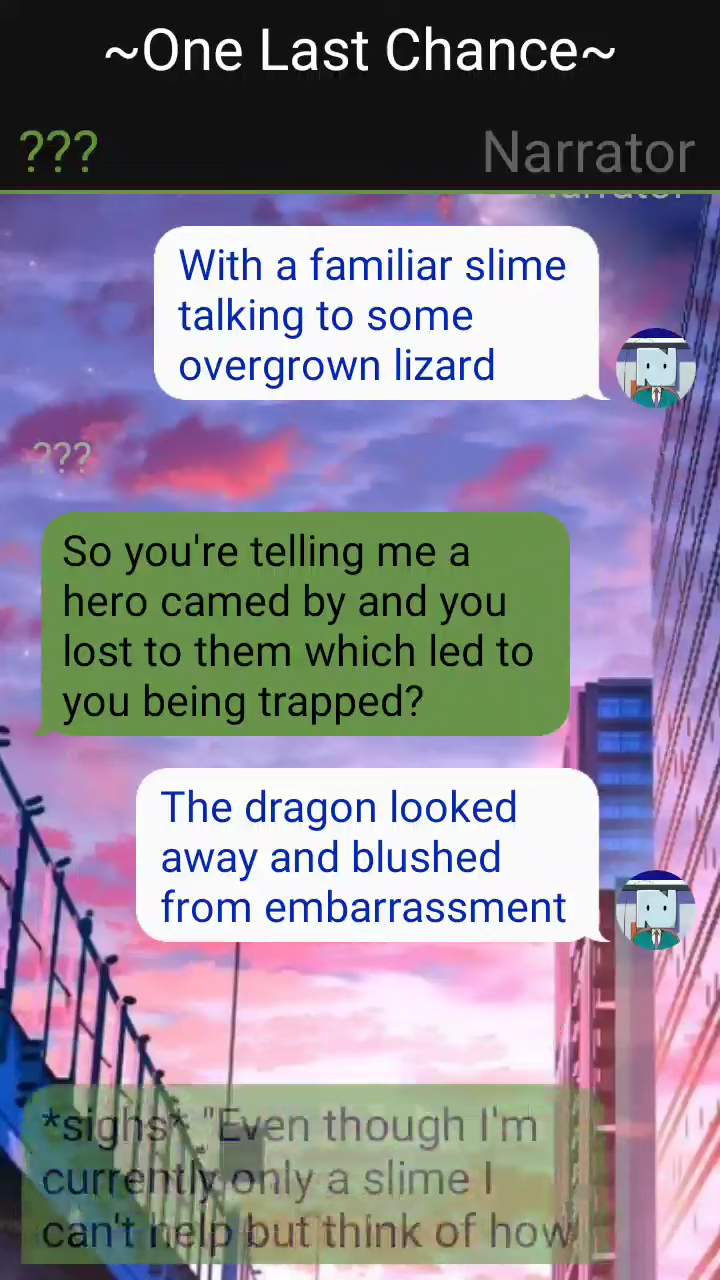 ~One Last Chance~
???
Narrator
Narrator
With a familiar slime
talking to some
overgrown lizard
???
So you're telling me a
hero camed by and you
lost to them which led to
you being trapped?
The dragon looked
away and blushed
from embarrassment
*sighs* "Even though I'm
currently only a slime I
can't help but think of how